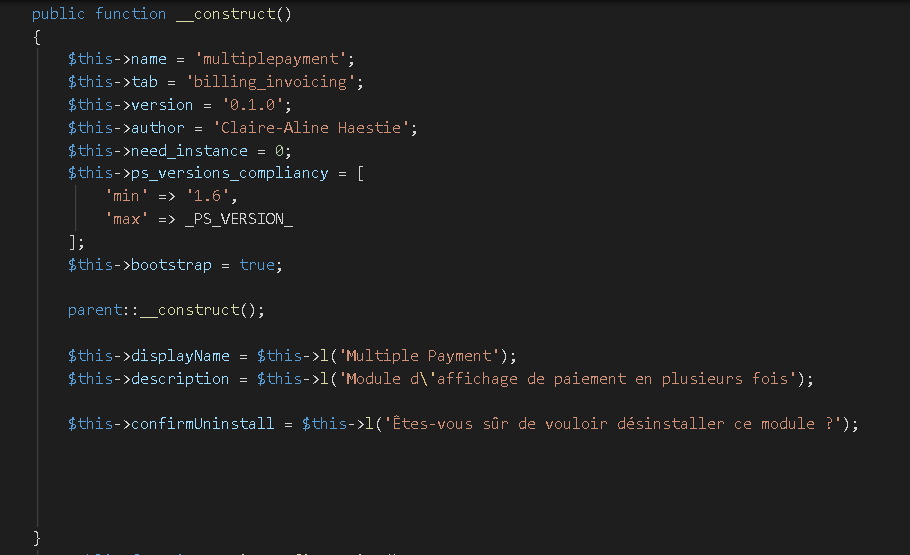 public function __construct()
{
$this->name = 'multiplepayment';
$this->tab = 'billing_invoicing';
$this->version = '0.1.0';
$this->author = 'Claire-Aline Haestie';
$this->need_instance = 0;
$this->ps_versions_compliancy = [
'min' => '1.6',
'max' => _PS_VERSION_
];
$this->bootstrap = true;
parent::__construct();
$this->displayName = $this->l('Multiple Payment');
$this->description = $this->l('Module d\'affichage de paiement en plusieurs fois');
$this->confirmUninstall = $this->l('Êtes-vous sûr de vouloir désinstaller ce module ?');
}